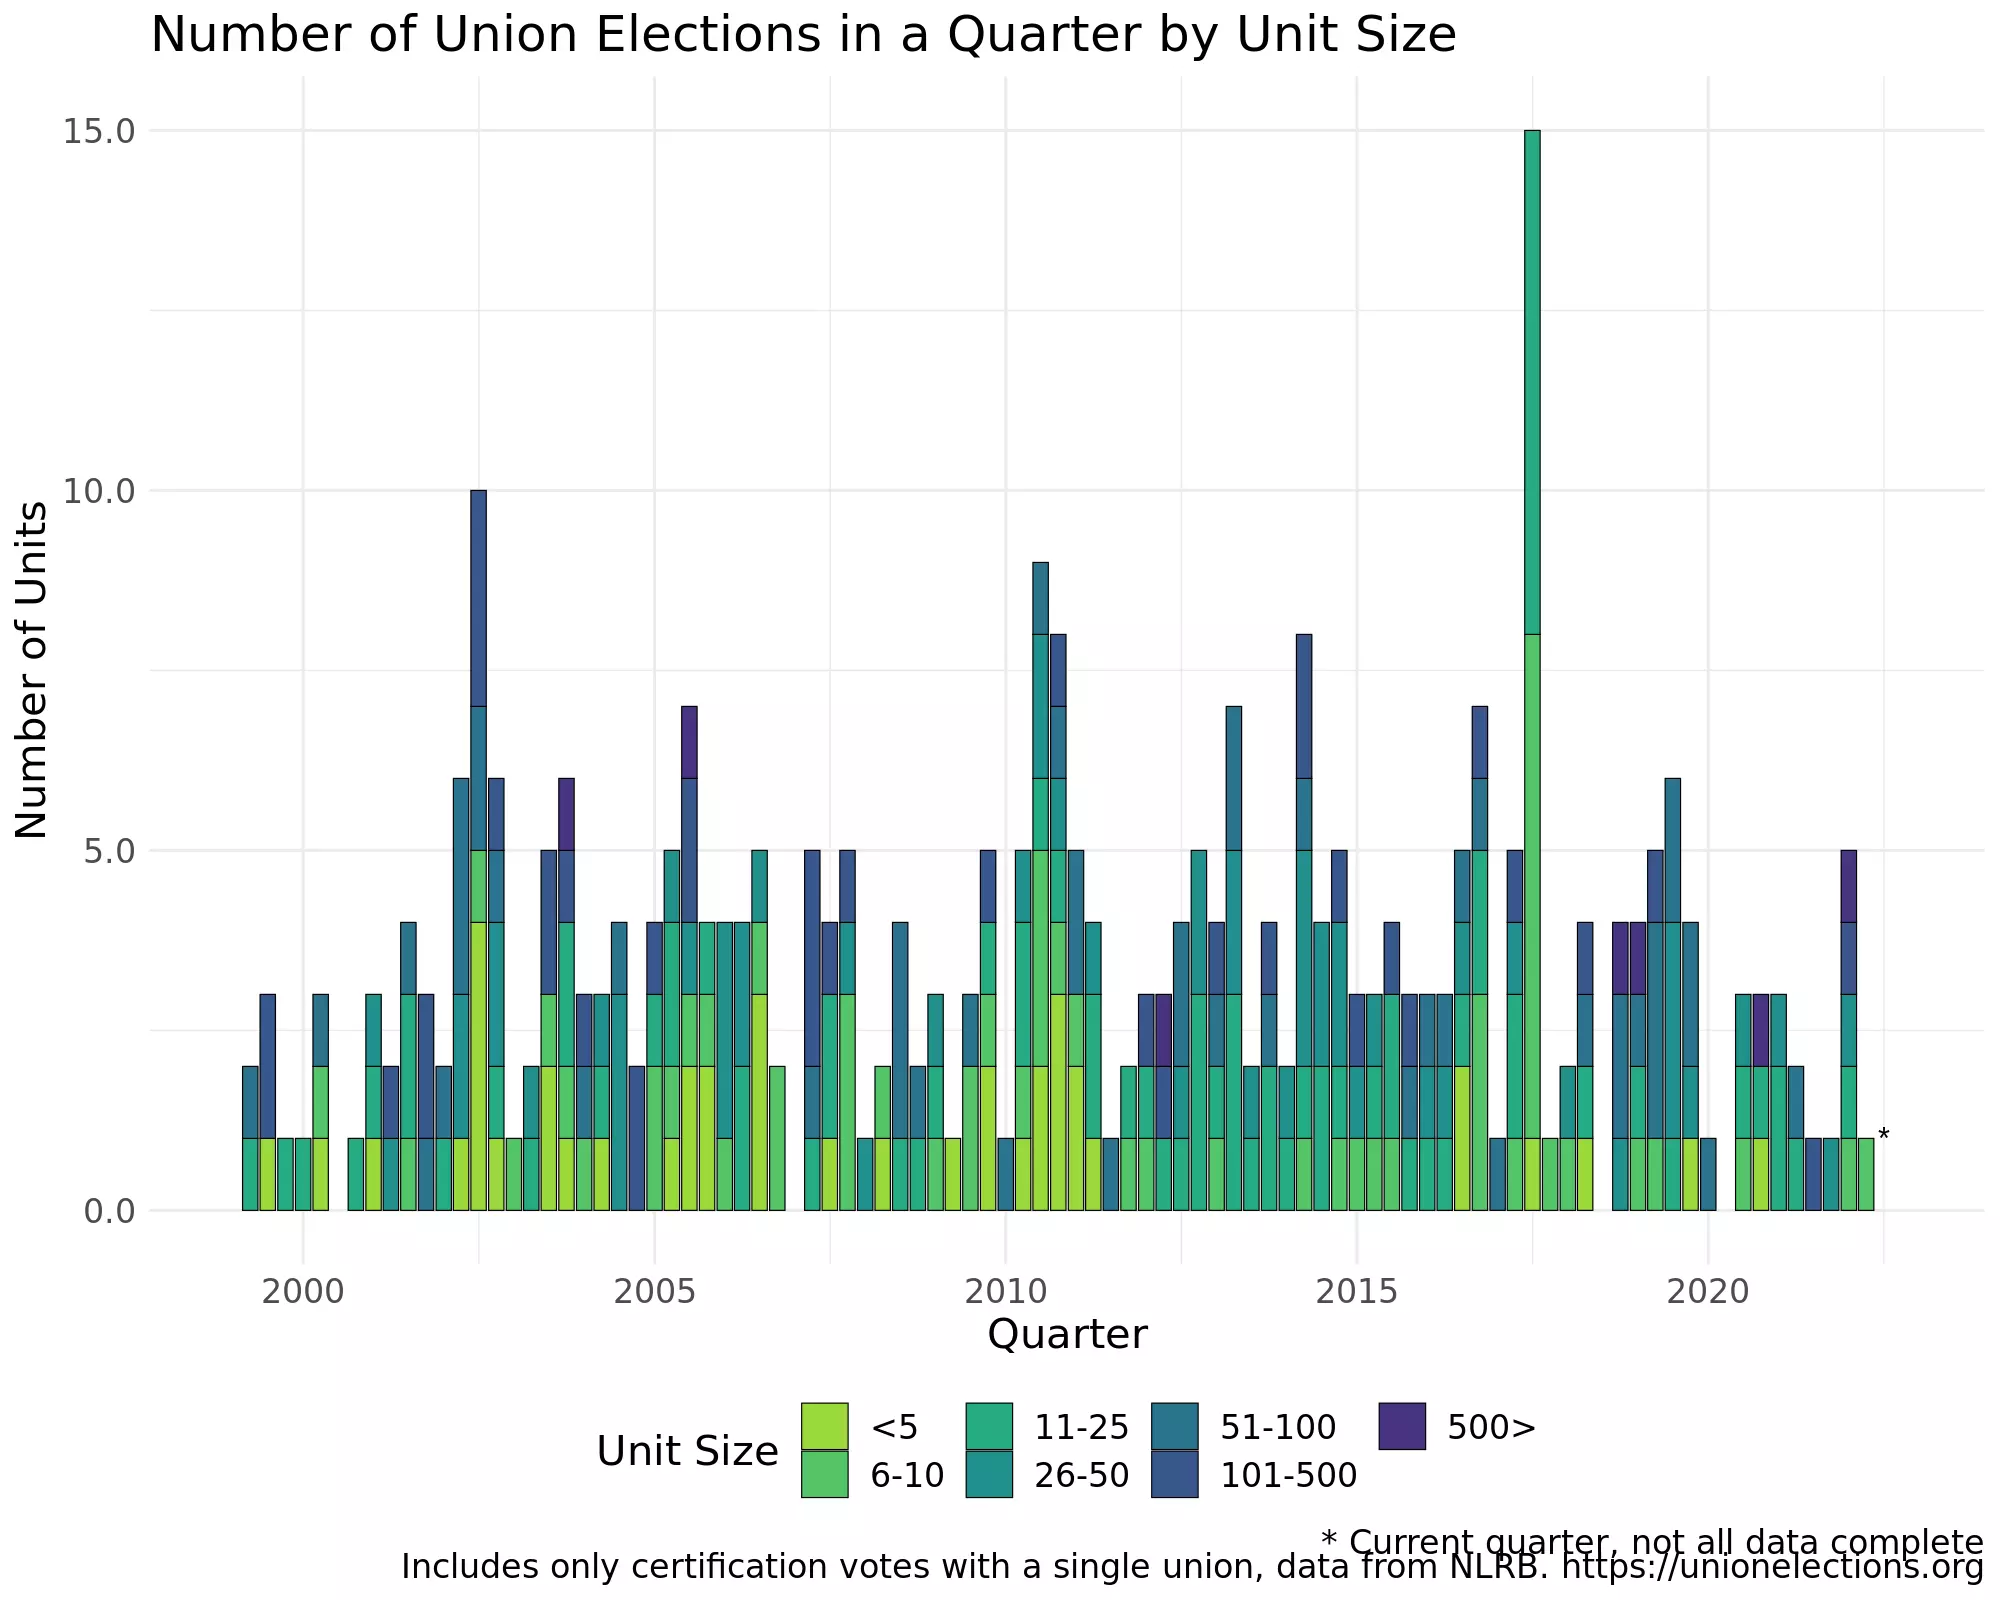 Number of Union Elections in a Quarter by Unit Size
15.0
10.0
5.0
0.0
Number of Units
*
2000 2005 2010 2015 2020
Quarter
Unit Size
<5 11-25 51-100 500>
6-10 26-50 101-500
* Current quarter, not all data complete
Includes only certification votes with a single union, data from NLRB. https://unionelections.org